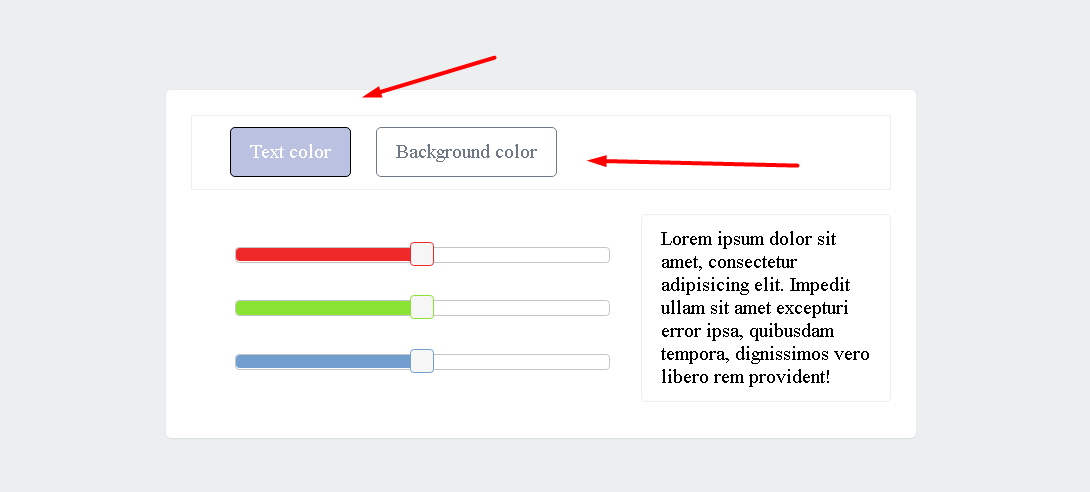 Text color
Background color
Lorem ipsum dolor sit
amet, consectetur
adipisicing elit. Impedit
ullam sit amet excepturi
error ipsa, quibusdam
tempora, dignissimos vero
libero rem provident!